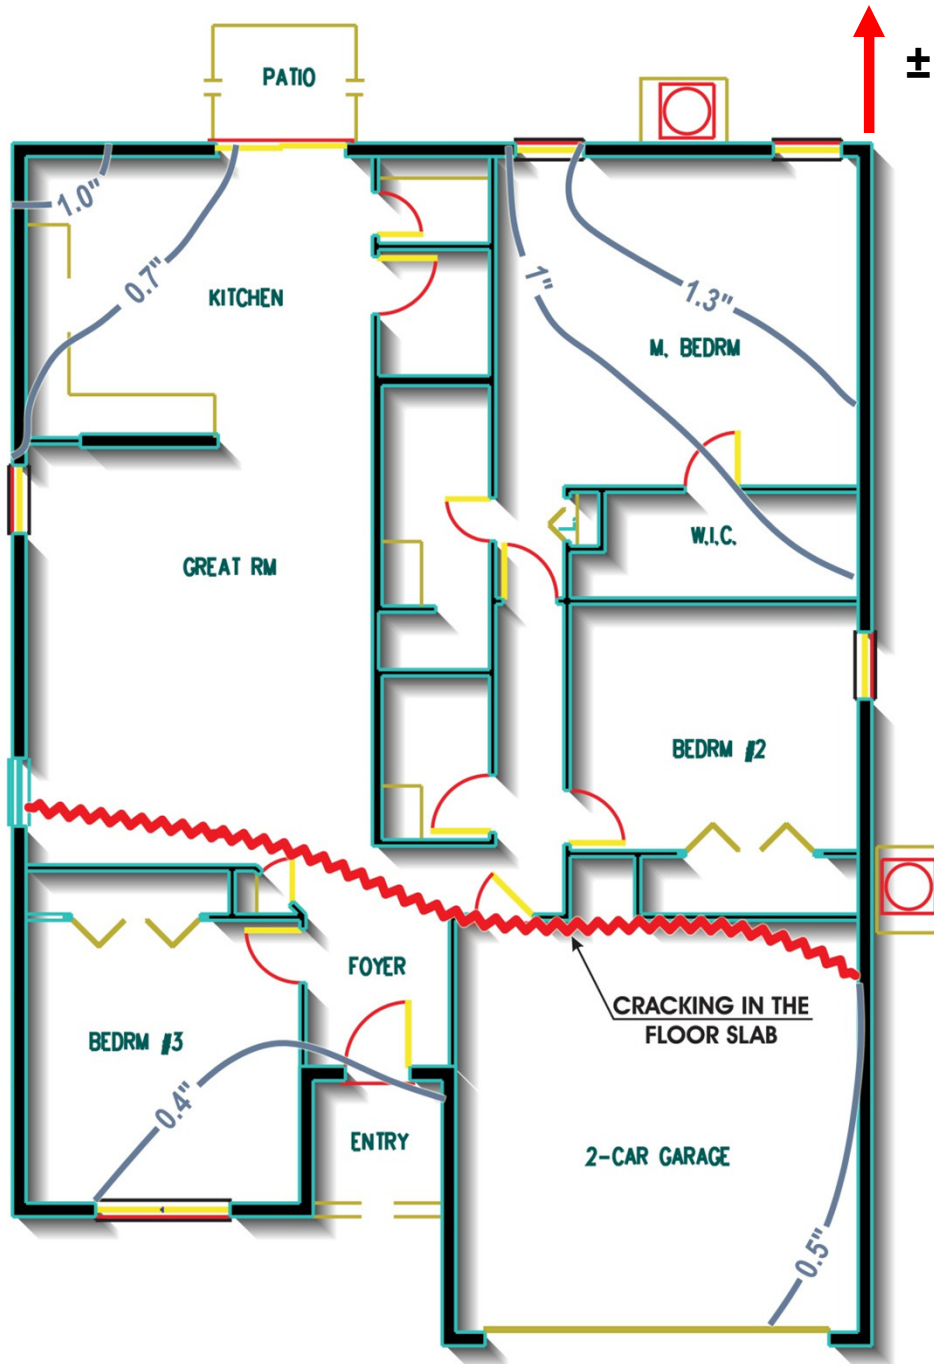 ±
PATIO
1.0"
0.7"
KITCHEN
1"
1.3"
M. BEDRM
W.I.C.
L
GREAT RM
BEDRM #2
FOYER
CRACKING IN THE
FLOOR SLAB
BEDRM #3
0.4"
ENTRY
2-CAR GARAGE
0.5"